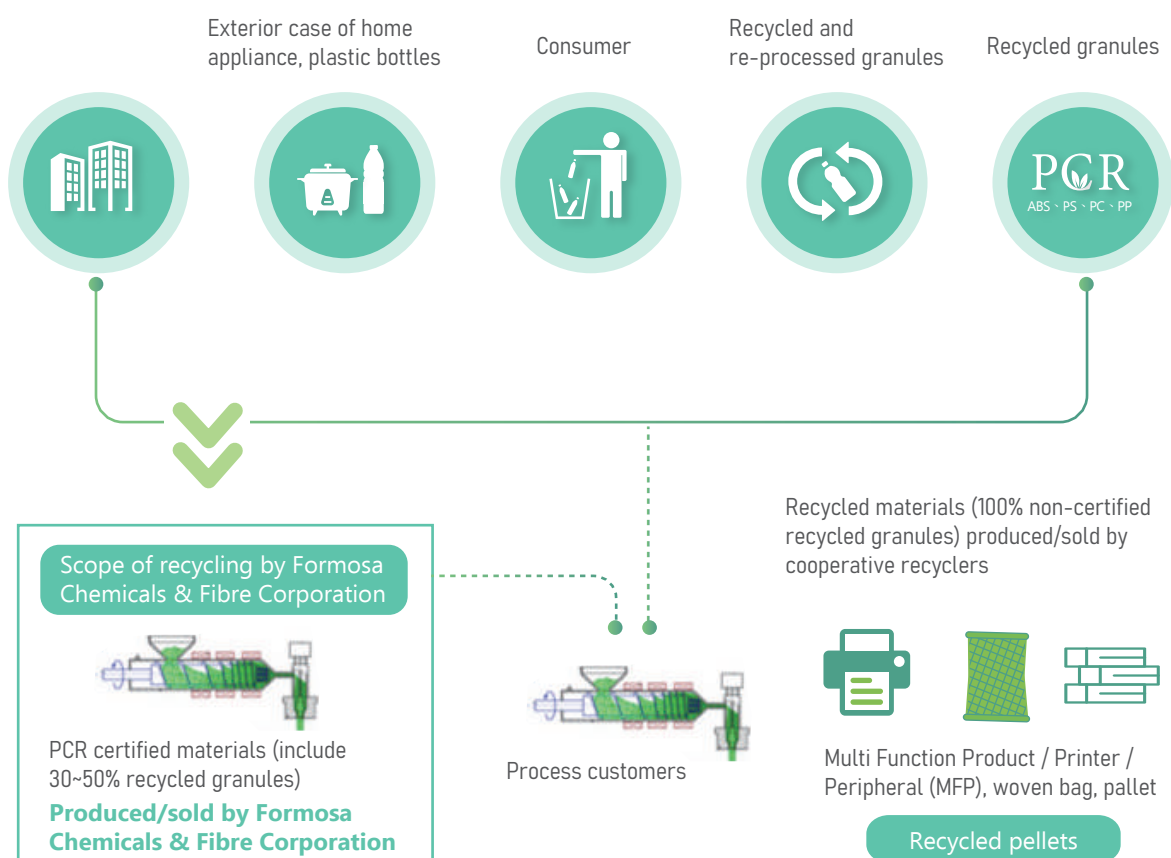 Exterior case of home
appliance, plastic bottles
Consumer
Recycled and
re-processed granules
Recycled granules
PCR
ABS、PS、PC、PP
Scope of recycling by Formosa
Chemicals & Fibre Corporation
PCR certified materials (include
30~50% recycled granules)
Produced/sold by Formosa
Chemicals & Fibre Corporation
Process customers
Recycled materials (100% non-certified
recycled granules) produced/sold by
cooperative recyclers
Multi Function Product / Printer /
Peripheral (MFP), woven bag, pallet
Recycled pellets